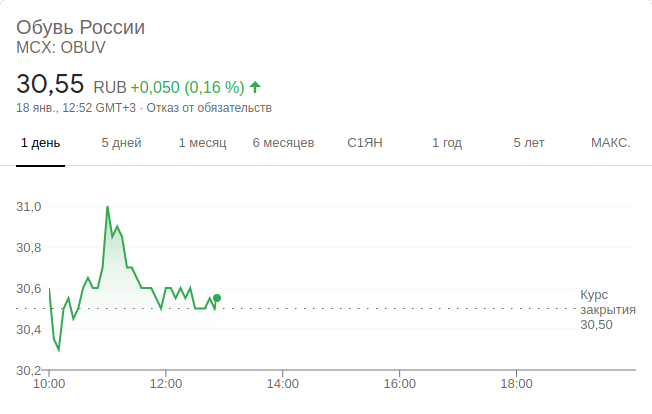 Обувь России
MCX: OBUV
30,55 RUB +0,050 (0,16 %)
18 янв., 12:52 GMT+3 · Отказ от обязательств
1 день 5 дней 1 месяц 6 месяцев С1ЯН 1 год 5 лет МАКС.
31,0
30,8
30,6
30,4
30,2
Курс
закрытия
30,50
10:00 12:00 14:00 16:00 18:00